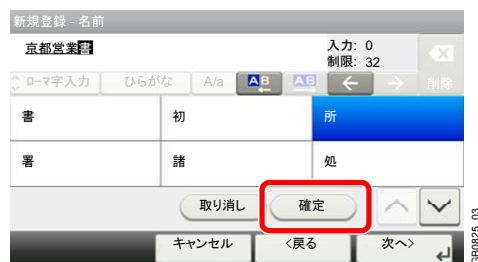 新規登録 - 名前
京都営業書
入力: 0
制限: 32
ローマ字入力 ひらがな A/a AB AB ← → 削除
書 初 所
署 諸 処
取り消し 確定
キャンセル <戻る 次へ>
GB0825_03